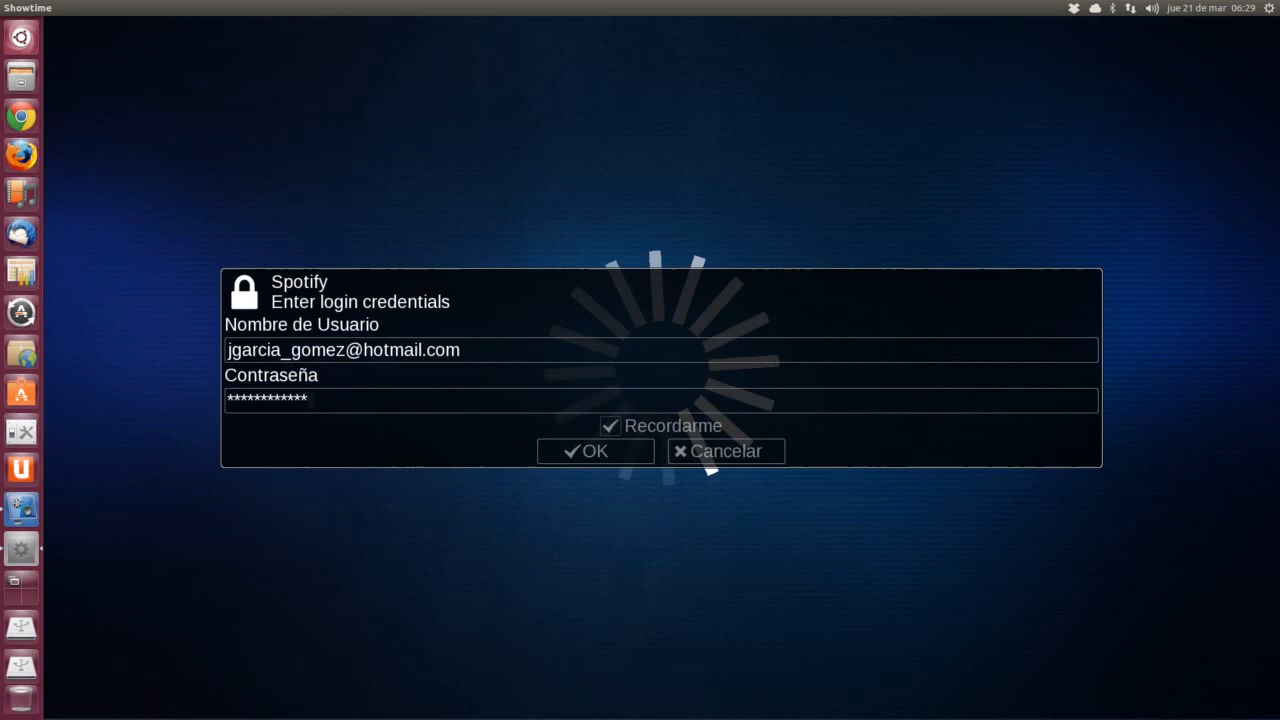 Showtime
jue 21 de mar 06:29
Spotify
Enter login credentials
Nombre de Usuario
jgarcia_gomez@hotmail.com
Contraseña
************
Recordarme
OK
Cancelar